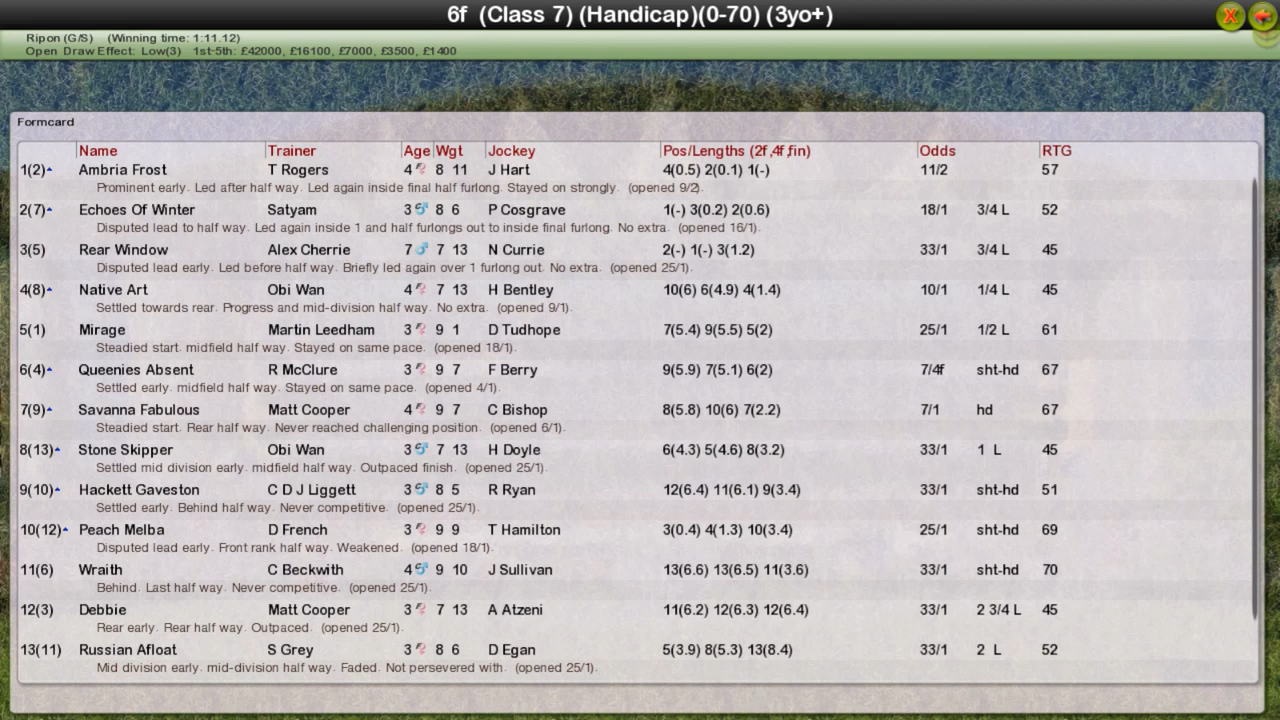 6f (Class 7) (Handicap)(0-70) (3yo+)
Ripon (G/S) (Winning time: 1:11.12)
Open Draw Effect: Low(3) 1st-5th: £42000, £16100, £7000, £3500, £1400
Formcard
Name Trainer Age Wgt Jockey Pos/Lengths (2f,4f,fin) Odds RTG
1(2) Ambria Frost T Rogers 4 8 11 J Hart 4(0.5) 2(0.1) 1(-) 11/2 57
Prominent early. Led after half way. Led again inside final half furlong. Stayed on strongly. (opened 9/2).
2(7) Echoes Of Winter Satyam 3 8 6 P Cosgrave 1(-) 3(0.2) 2(0.6) 18/1 3/4 L 52
Disputed lead to half way. Led again inside 1 and half furlongs out to inside final furlong. No extra. (opened 16/1).
3(5) Rear Window Alex Cherrie 7 7 13 N Currie 2(-) 1(-) 3(1.2) 33/1 3/4 L 45
Disputed lead early. Led before half way. Briefly led again over 1 furlong out. No extra. (opened 25/1).
4(8) Native Art Obi Wan 4 7 13 H Bentley 10(6) 6(4.9) 4(1.4) 10/1 1/4 L 45
Settled towards rear. Progress and mid-division half way. No extra. (opened 9/1).
5(1) Mirage Martin Leedham 3 9 1 D Tudhope 7(5.4) 9(5.5) 5(2) 25/1 1/2 L 61
Steadied start. midfield half way. Stayed on same pace. (opened 18/1).
6(4) Queenies Absent R McClure 3 9 7 F Berry 9(5.9) 7(5.1) 6(2) 7/4f sht-hd 67
Settled early. midfield half way. Stayed on same pace. (opened 4/1).
7(9) Savanna Fabulous Matt Cooper 4 9 7 C Bishop 8(5.8) 10(6) 7(2.2) 7/1 hd 67
Steadied start. Rear half way. Never reached challenging position. (opened 6/1).
8(13) Stone Skipper Obi Wan 3 7 13 H Doyle 6(4.3) 5(4.6) 8(3.2) 33/1 1 L 45
Settled mid division early. midfield half way. Outpaced finish. (opened 25/1).
9(10) Hackett Gaveston C D J Liggett 3 8 5 R Ryan 12(6.4) 11(6.1) 9(3.4) 33/1 sht-hd 51
Settled early. Behind half way. Never competitive. (opened 25/1).
10(12) Peach Melba D French 3 9 9 T Hamilton 3(0.4) 4(1.3) 10(3.4) 25/1 sht-hd 69
Disputed lead early. Front rank half way. Weakened. (opened 18/1).
11(6) Wraith C Beckwith 4 9 10 J Sullivan 13(6.6) 13(6.5) 11(3.6) 33/1 sht-hd 70
Behind. Last half way. Never competitive. (opened 25/1).
12(3) Debbie Matt Cooper 3 7 13 A Atzeni 11(6.2) 12(6.3) 12(6.4) 33/1 2 3/4 L 45
Rear early. Rear half way. Outpaced. (opened 25/1).
13(11) Russian Afloat S Grey 3 8 6 D Egan 5(3.9) 8(5.3) 13(8.4) 33/1 2 L 52
Mid division early. mid-division half way. Faded. Not persevered with. (opened 25/1).